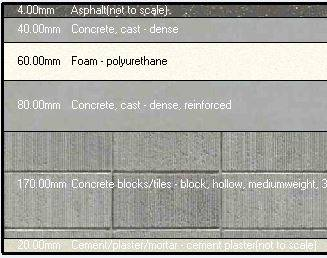 4.00mm Asphalt(not to scale)
40.00mm Concrete, cast - dense
60.00mm Foam - polyurethane
80.00mm Concrete, cast - dense, reinforced
170.00mm Concrete blocks/tiles - block, hollow, mediumweight, 3
20.00mm Cement/plaster/mortar - cement plaster(not to scale)